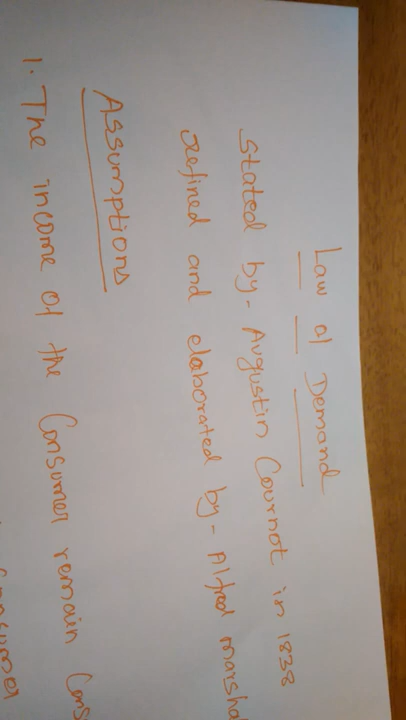 Law of Demand
Stated by - Augustin Cournot in 1838
Refined and elaborated by - Alfred marshal
Assumptions
1. The income of the Consumer remain Cons
Consumer